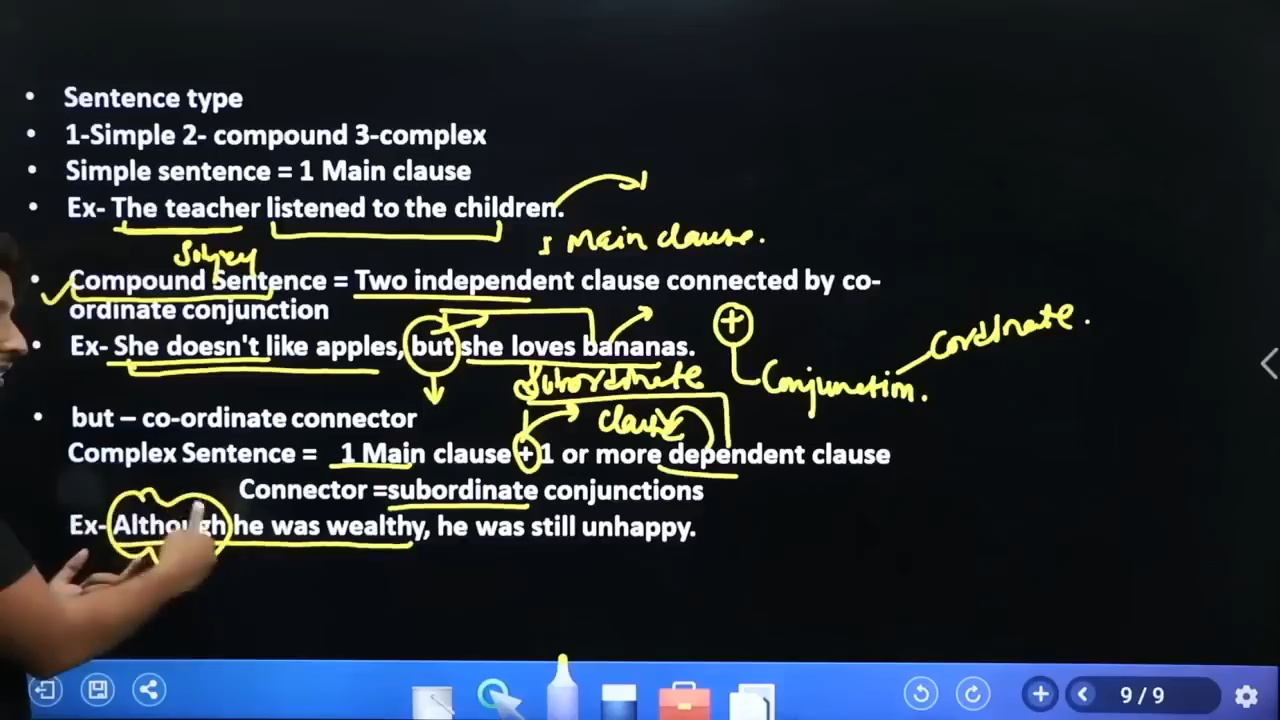 • Sentence type
• 1-Simple 2- compound 3-complex
• Simple sentence = 1 Main clause
• Ex- The teacher listened to the children.
1 Main clause.
• Compound Sentence = Two independent clause connected by co-
ordinate conjunction
• Ex- She doesn't like apples, but she loves bananas.
+
Cordinate.
Conjunction.
Subordinate
clause
• but – co-ordinate connector
Complex Sentence = 1 Main clause + 1 or more dependent clause
Connector =subordinate conjunctions
Ex- Although he was wealthy, he was still unhappy.
9 / 9